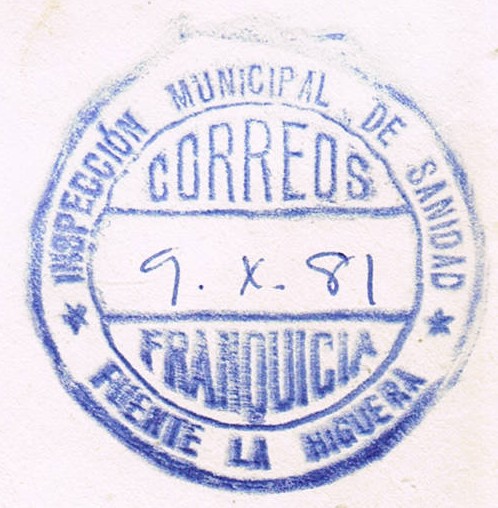 INSPECCIÓN MUNICIPAL DE SANIDAD
CORREOS
9. X. 81
FRANQUICIA
FUENTE LA HIGUERA